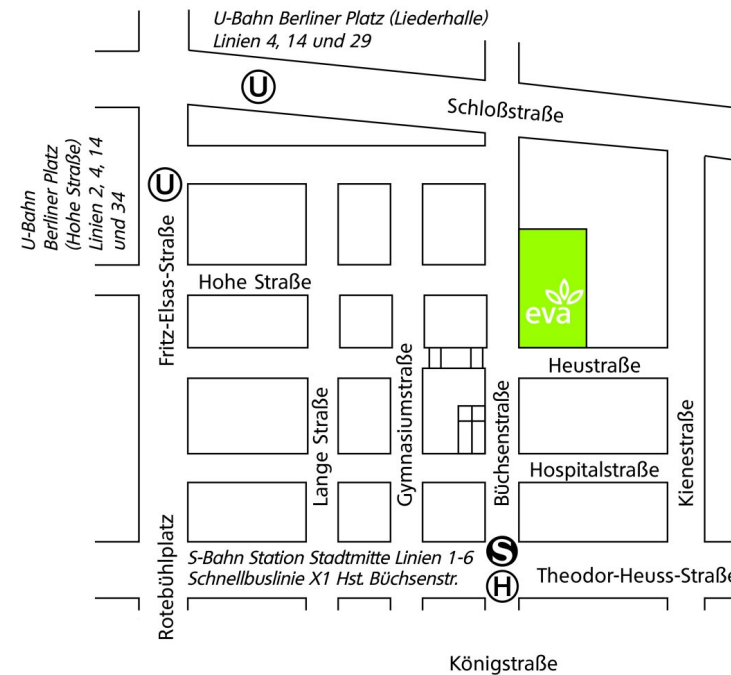 U-Bahn Berliner Platz (Liederhalle)
Linien 4, 14 und 29
U
Schloßstraße
U-Bahn
Berliner Platz
(Hohe Straße)
Linien 2, 4, 14
und 34
U
Fritz-Elsas-Straße
Hohe Straße
eva
Heustraße
Lange Straße
Gymnasiumstraße
Büchsenstraße
Hospitalstraße
Kienestraße
Rotebühlplatz
S-Bahn Station Stadtmitte Linien 1-6
Schnellbuslinie X1 Hst. Büchsenstr.
S
H
Theodor-Heuss-Straße
Königstraße